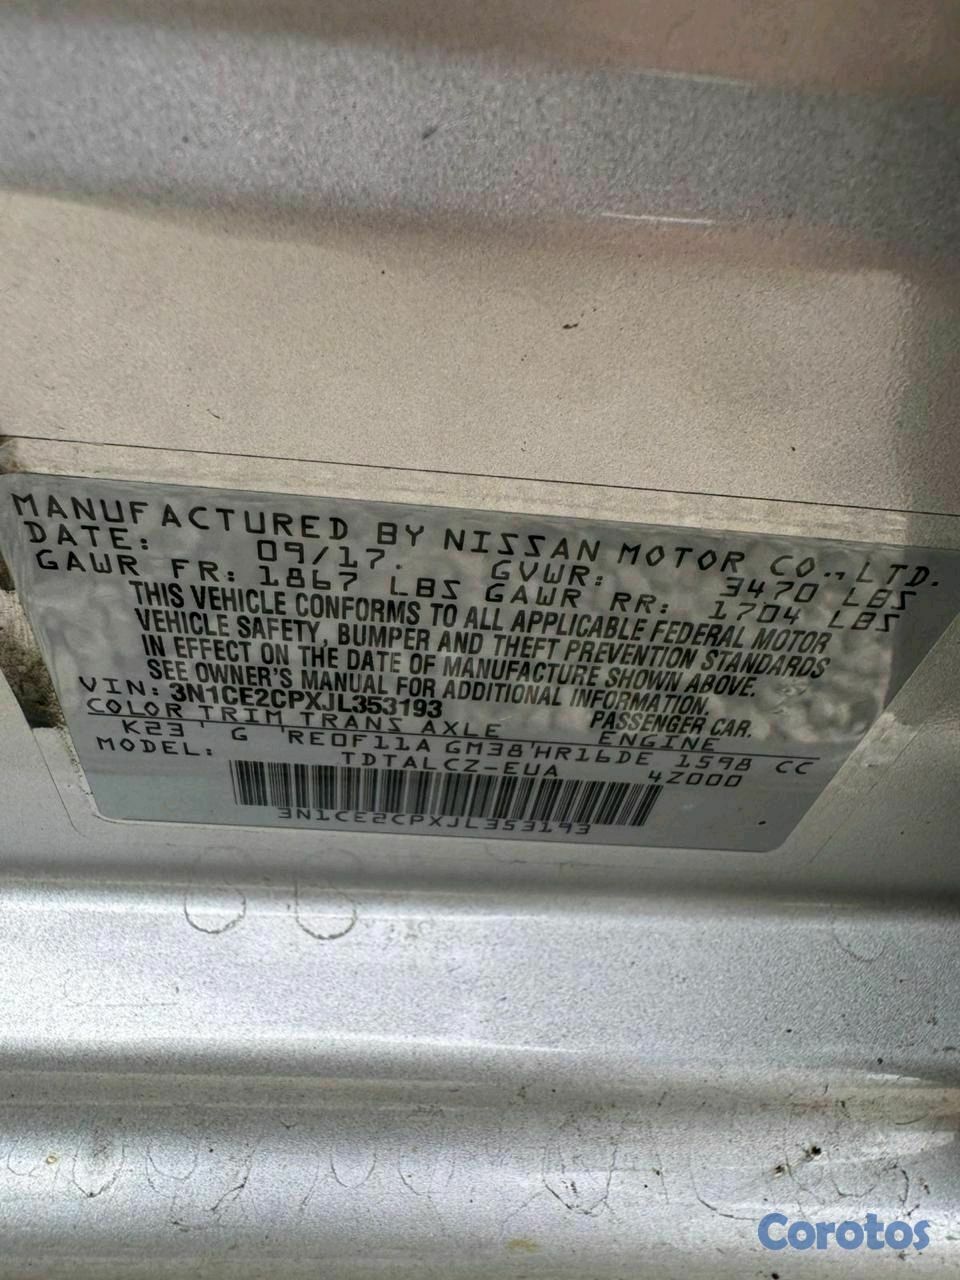 MANUFACTURED BY NISSAN MOTOR CO., LTD.
DATE: 09/17. GVWR: 3470 LBS
GAWR FR: 1867 LBS GAWR RR: 1704 LBS
THIS VEHICLE CONFORMS TO ALL APPLICABLE FEDERAL MOTOR
VEHICLE SAFETY, BUMPER AND THEFT PREVENTION STANDARDS
IN EFFECT ON THE DATE OF MANUFACTURE SHOWN ABOVE.
SEE OWNER'S MANUAL FOR ADDITIONAL INFORMATION.
VIN: 3N1CE2CPXJL353193 PASSENGER CAR.
COLOR TRIM TRANS AXLE ENGINE
K23 G RE0F11A GM38 HR16DE 1598 CC
MODEL: TDTALCZ-EUA 4Z000
3N1CE2CPXJL353193
Corotos